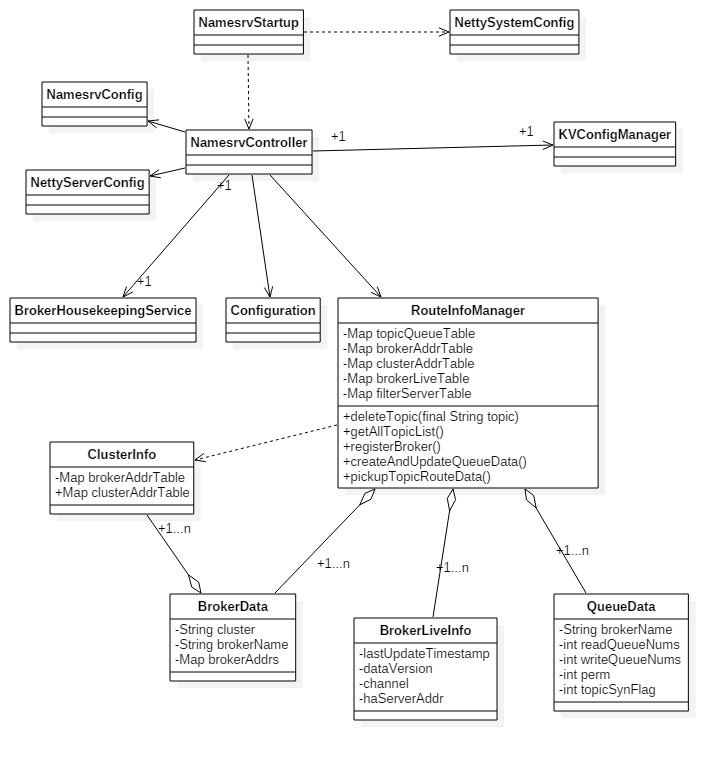 NamesrvStartup
NettySystemConfig
NamesrvConfig
NamesrvController
+1
+1
KVConfigManager
NettyServerConfig
+1
+1
BrokerHousekeepingService
Configuration
RouteInfoManager
-Map topicQueueTable
-Map brokerAddrTable
-Map clusterAddrTable
-Map brokerLiveTable
-Map filterServerTable
+deleteTopic(final String topic)
+getAllTopicList()
+registerBroker()
+createAndUpdateQueueData()
+pickupTopicRouteData()
ClusterInfo
-Map brokerAddrTable
+Map clusterAddrTable
+1...n
+1...n
+1...n
+1...n
BrokerData
-String cluster
-String brokerName
-Map brokerAddrs
BrokerLiveInfo
-lastUpdateTimestamp
-dataVersion
-channel
-haServerAddr
QueueData
-String brokerName
-int readQueueNums
-int writeQueueNums
-int perm
-int topicSynFlag